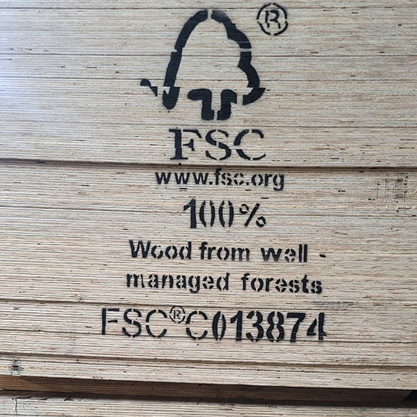 ®
FSC
www.fsc.org
100%
Wood from well -
managed forests
FSC®C013874